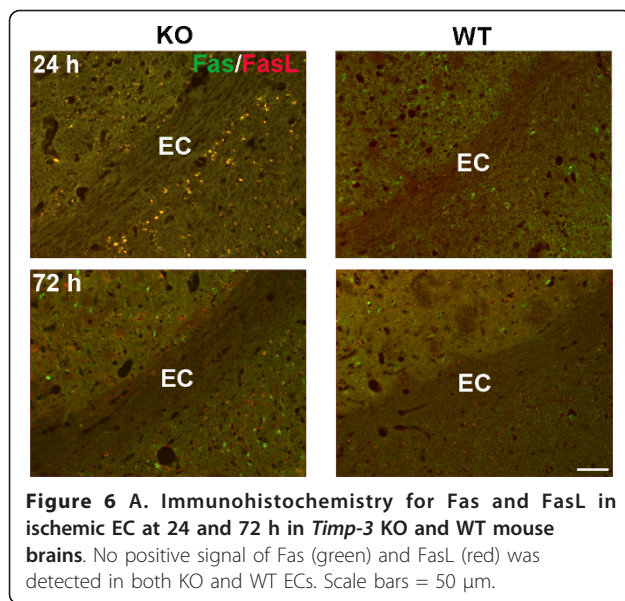 KO WT
24 h Fas/FasL
EC EC
72 h
EC EC
Figure 6 A. Immunohistochemistry for Fas and FasL in
ischemic EC at 24 and 72 h in Timp-3 KO and WT mouse
brains. No positive signal of Fas (green) and FasL (red) was
detected in both KO and WT ECs. Scale bars = 50 μm.